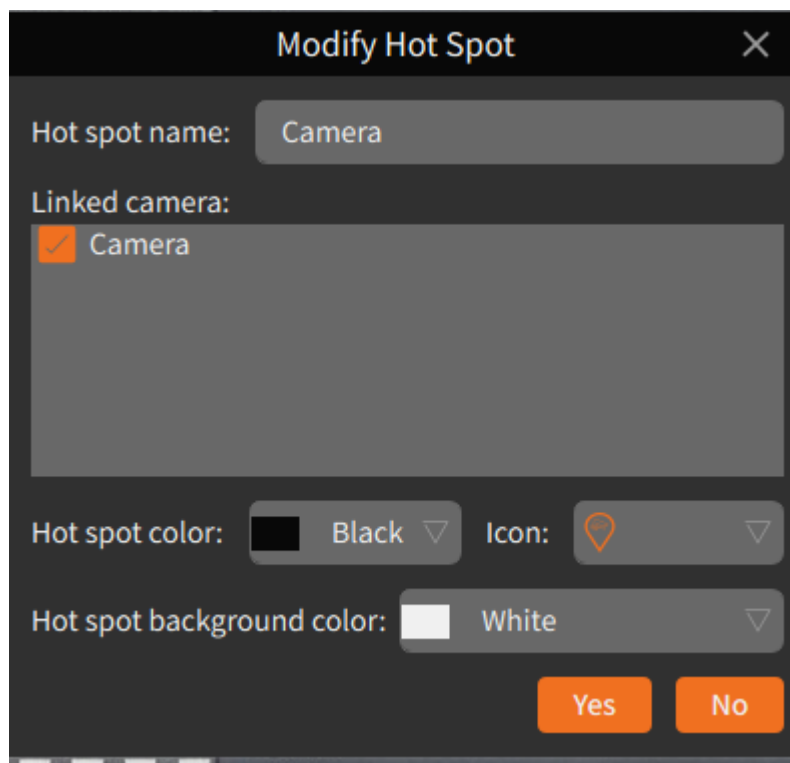 Modify Hot Spot
Hot spot name: Camera
Linked camera:
Camera
Hot spot color: Black Icon:
Hot spot background color: White
Yes No